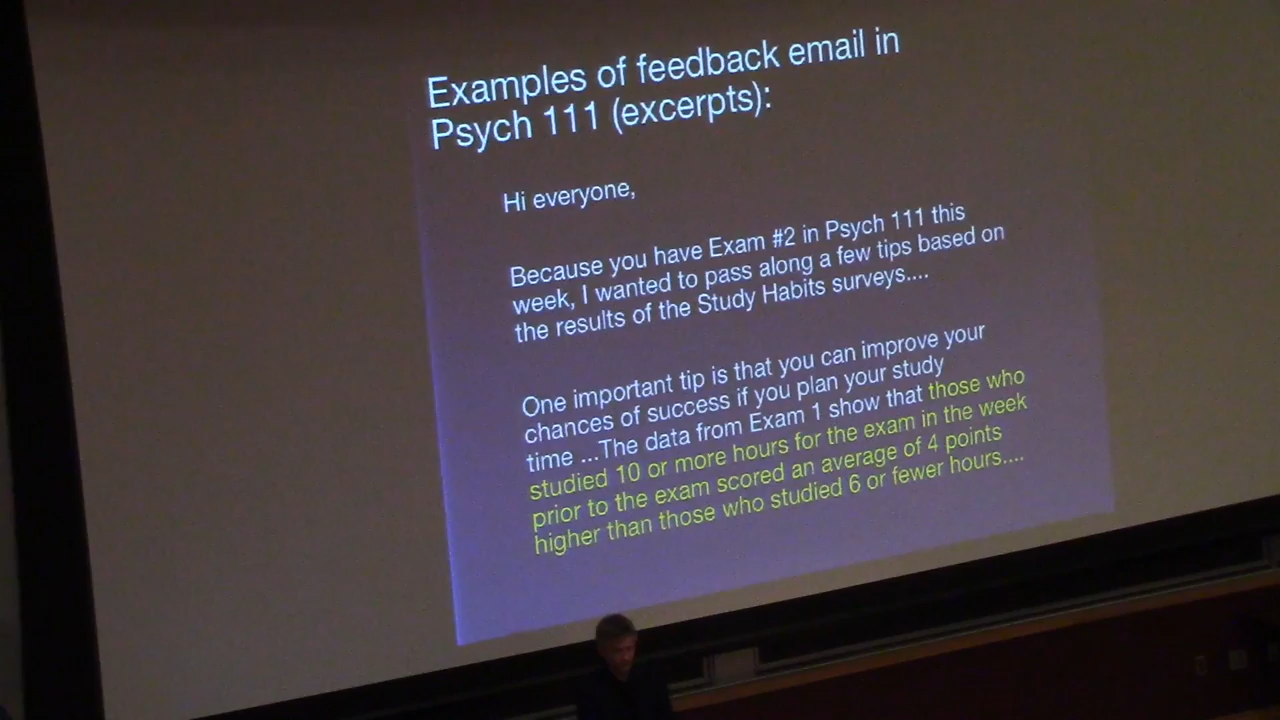 Examples of feedback email in
Psych 111 (excerpts):
Hi everyone,
Because you have Exam #2 in Psych 111 this
week, I wanted to pass along a few tips based on
the results of the Study Habits surveys....
One important tip is that you can improve your
chances of success if you plan your study
time ...The data from Exam 1 show that those who
studied 10 or more hours for the exam in the week
prior to the exam scored an average of 4 points
higher than those who studied 6 or fewer hours....